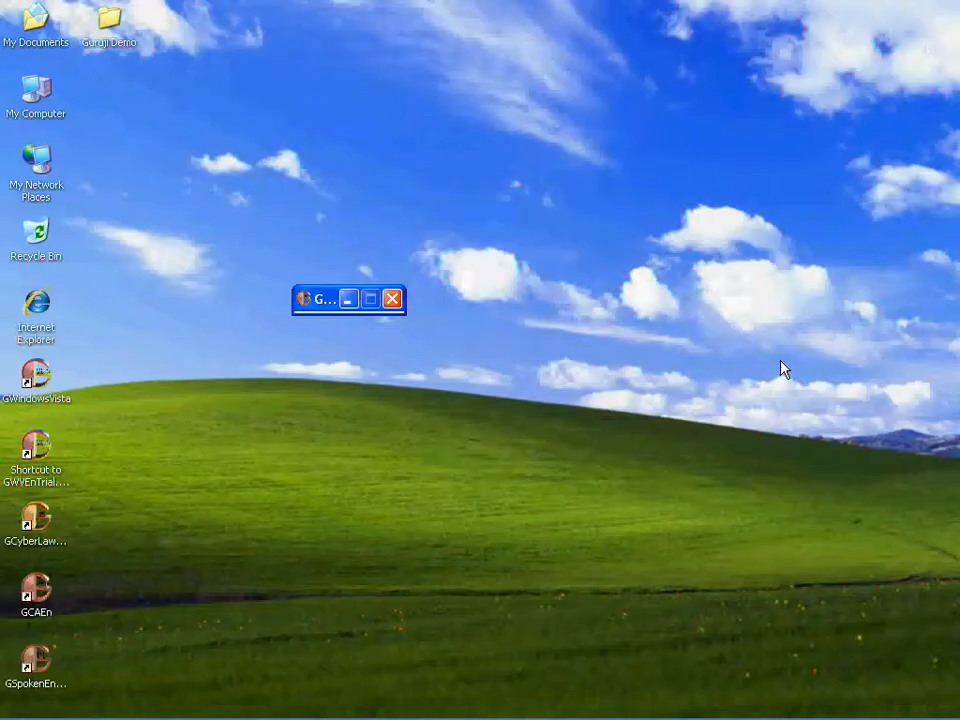 My Documents
Guruji Demo
My Computer
My Network
Places
Recycle Bin
Internet
Explorer
GWindowsVista
Shortcut to
GWVEnTrial....
GCyberLaw...
GCAEn
GSpokenEn...
G...